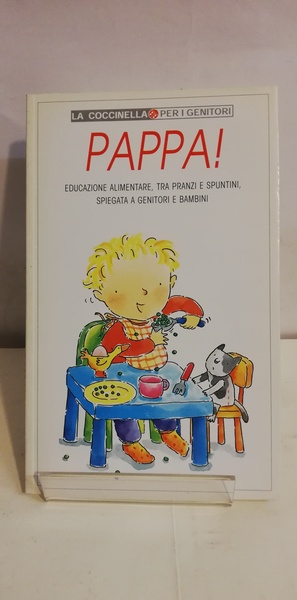 LA COCCINELLA PER I GENITORI
PAPPA!
EDUCAZIONE ALIMENTARE, TRA PRANZI E SPUNTINI,
SPIEGATA A GENITORI E BAMBINI